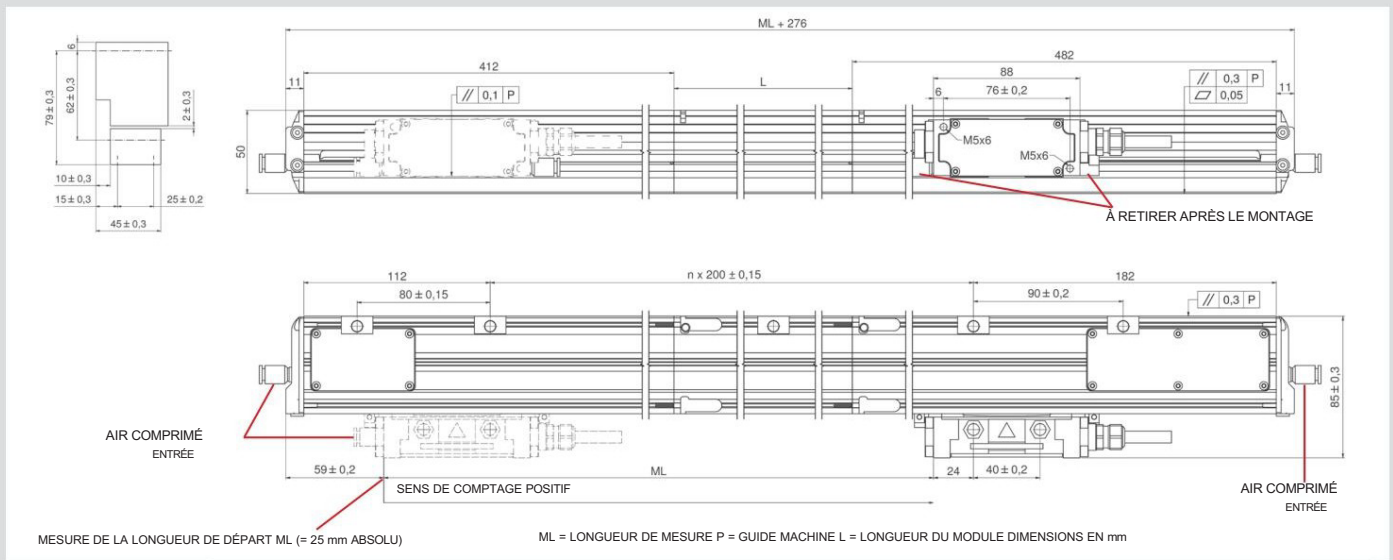 ML + 276
482
412
11
L
88
// 0,3 P
0,05
11
6
76 ± 0,2
// 0,1 P
M5x6
M5x6
50
À RETIRER APRÈS LE MONTAGE
6
79 ± 0,3
62 ± 0,3
2 ± 0,3
10 ± 0,3
15 ± 0,3
25 ± 0,2
45 ± 0,3
112
n x 200 ± 0,15
182
80 ± 0,15
90 ± 0,2
// 0,3 P
85 ± 0,3
AIR COMPRIMÉ
ENTRÉE
59 ± 0,2
ML
24
40 ± 0,2
SENS DE COMPTAGE POSITIF
AIR COMPRIMÉ
ENTRÉE
MESURE DE LA LONGUEUR DE DÉPART ML (= 25 mm ABSOLU)
ML = LONGUEUR DE MESURE P = GUIDE MACHINE L = LONGUEUR DU MODULE DIMENSIONS EN mm